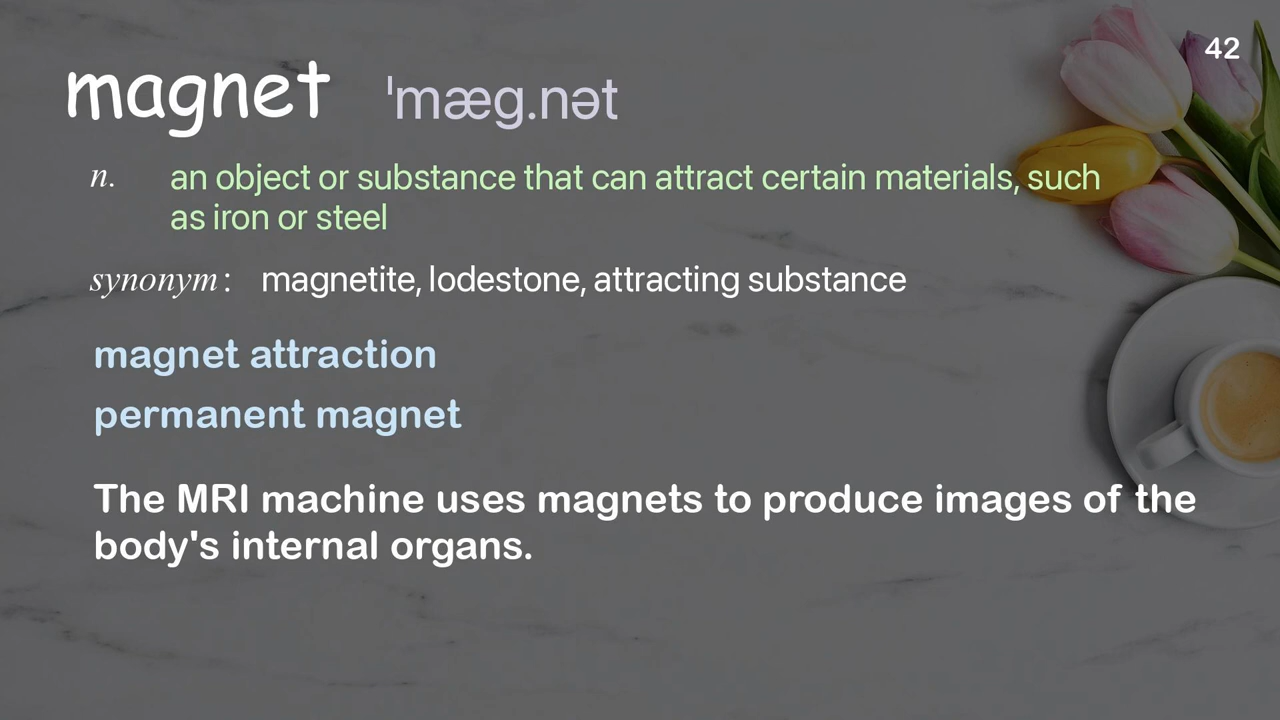 42
magnet ˈmæg.nət
n. an object or substance that can attract certain materials, such
as iron or steel
synonym: magnetite, lodestone, attracting substance
magnet attraction
permanent magnet
The MRI machine uses magnets to produce images of the
body's internal organs.